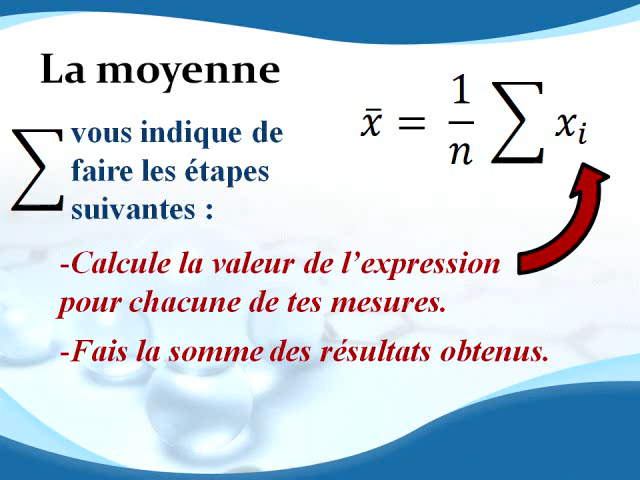 La moyenne
x̄ = 1/n ∑ xᵢ
∑ vous indique de
faire les étapes
suivantes :
-Calcule la valeur de l’expression
pour chacune de tes mesures.
-Fais la somme des résultats obtenus.